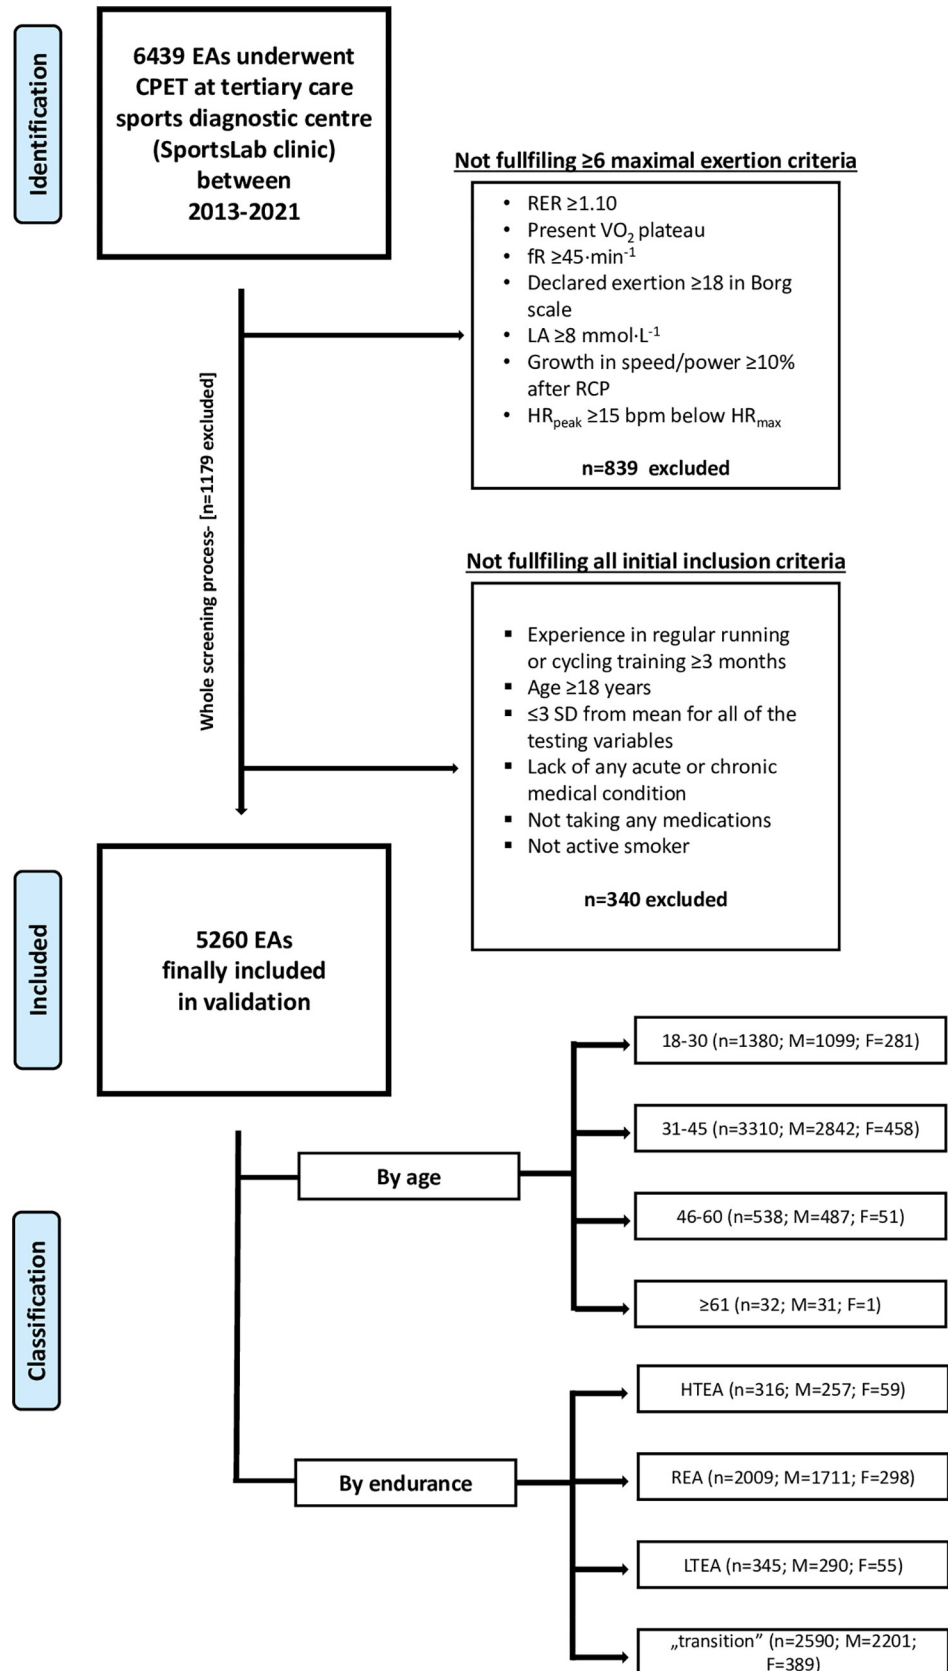 Identification
6439 EAs underwent
CPET at tertiary care
sports diagnostic centre
(SportsLab clinic)
between
2013-2021
Not fullfiling ≥6 maximal exertion criteria
• RER ≥1.10
• Present VO₂ plateau
• fR ≥45·min⁻¹
• Declared exertion ≥18 in Borg
scale
• LA ≥8 mmol·L⁻¹
• Growth in speed/power ≥10%
after RCP
• HRpeak ≥15 bpm below HRmax
n=839 excluded
Whole screening process- [n=1179 excluded]
Not fullfiling all initial inclusion criteria
▪ Experience in regular running
or cycling training ≥3 months
▪ Age ≥18 years
▪ ≤3 SD from mean for all of the
testing variables
▪ Lack of any acute or chronic
medical condition
▪ Not taking any medications
▪ Not active smoker
n=340 excluded
Included
5260 EAs
finally included
in validation
Classification
By age
18-30 (n=1380; M=1099; F=281)
31-45 (n=3310; M=2842; F=458)
46-60 (n=538; M=487; F=51)
≥61 (n=32; M=31; F=1)
By endurance
HTEA (n=316; M=257; F=59)
REA (n=2009; M=1711; F=298)
LTEA (n=345; M=290; F=55)
„transition” (n=2590; M=2201;
F=389)